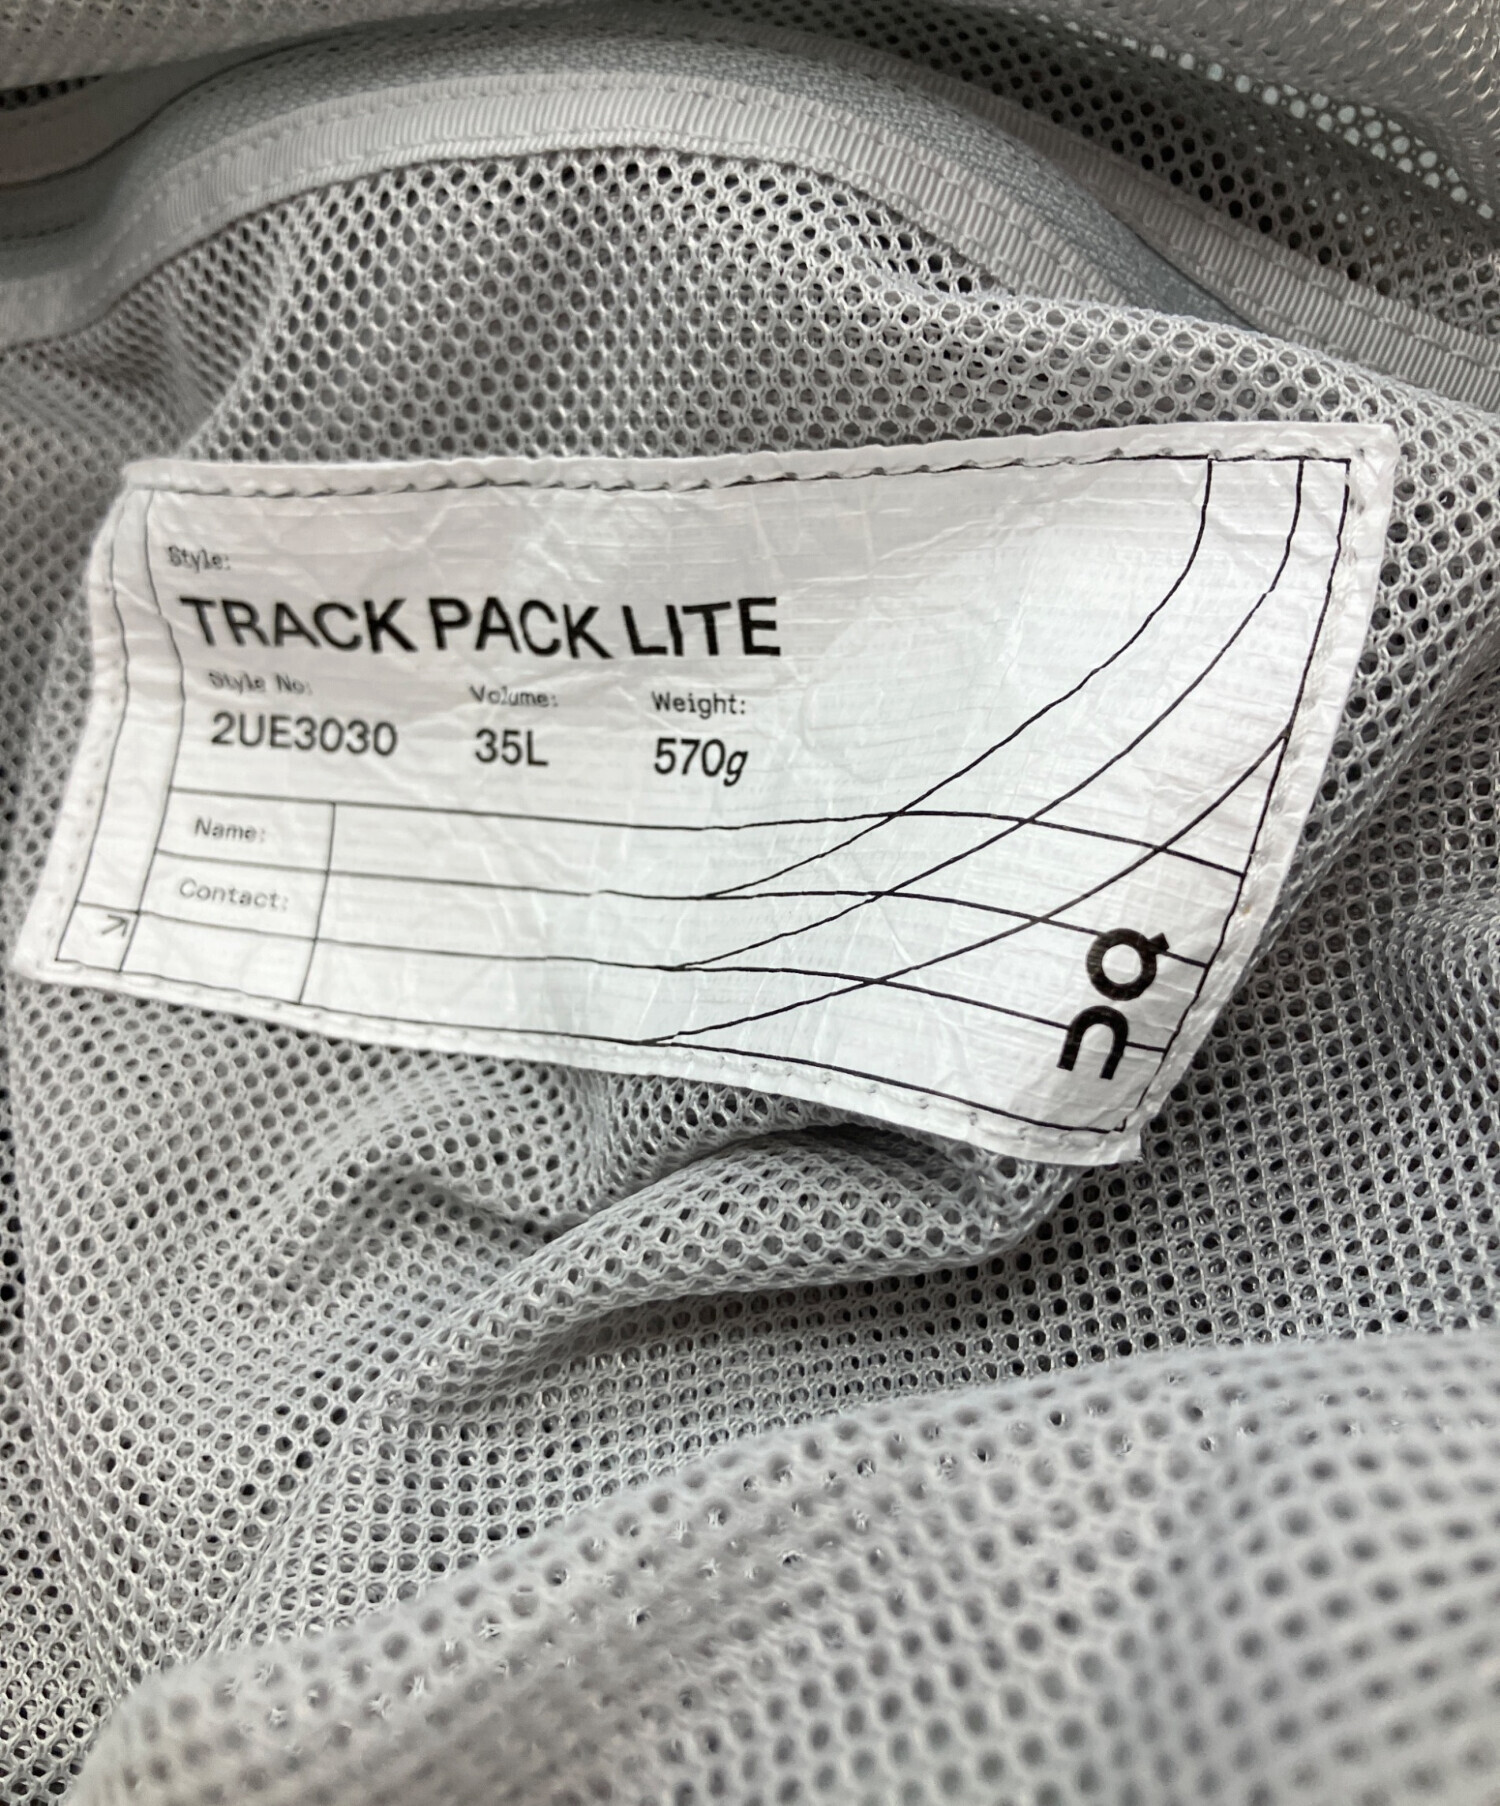 Style:
TRACK PACK LITE
Style No: Volume: Weight:
2UE3030 35L 570g
Name:
Contact:
On